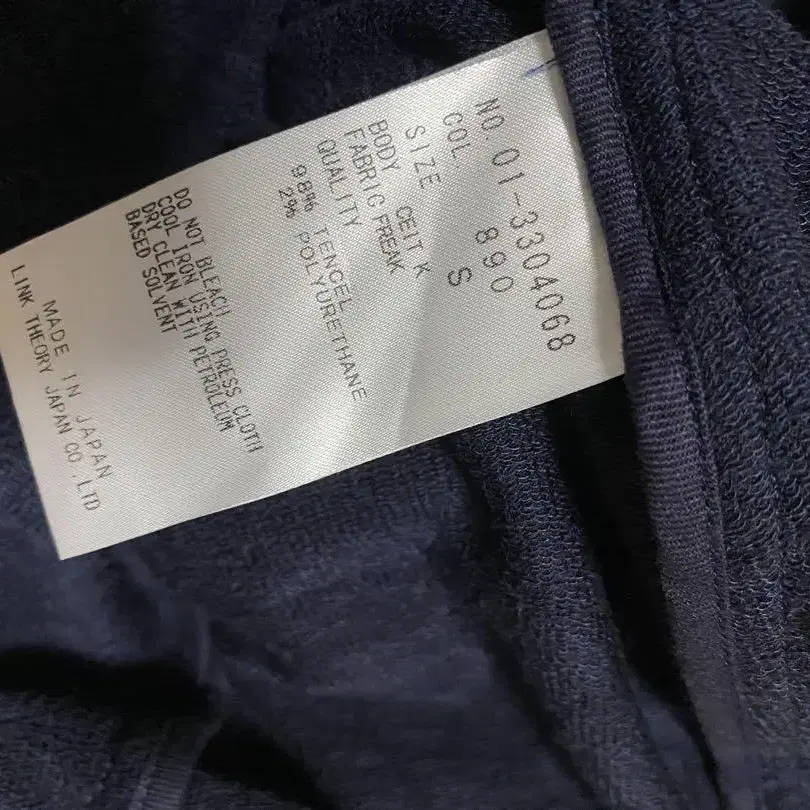 NO. 01-3304068
COL 890
SIZE S
BODY CEIT K
FABRIC FREAK
QUALITY
98% TENCEL
2% POLYURETHANE
DO NOT BLEACH
COOL IRON USING PRESS CLOTH
DRY CLEAN WITH PETROLEUM
BASED SOLVENT
MADE IN JAPAN
LINK THEORY JAPAN CO.,LTD